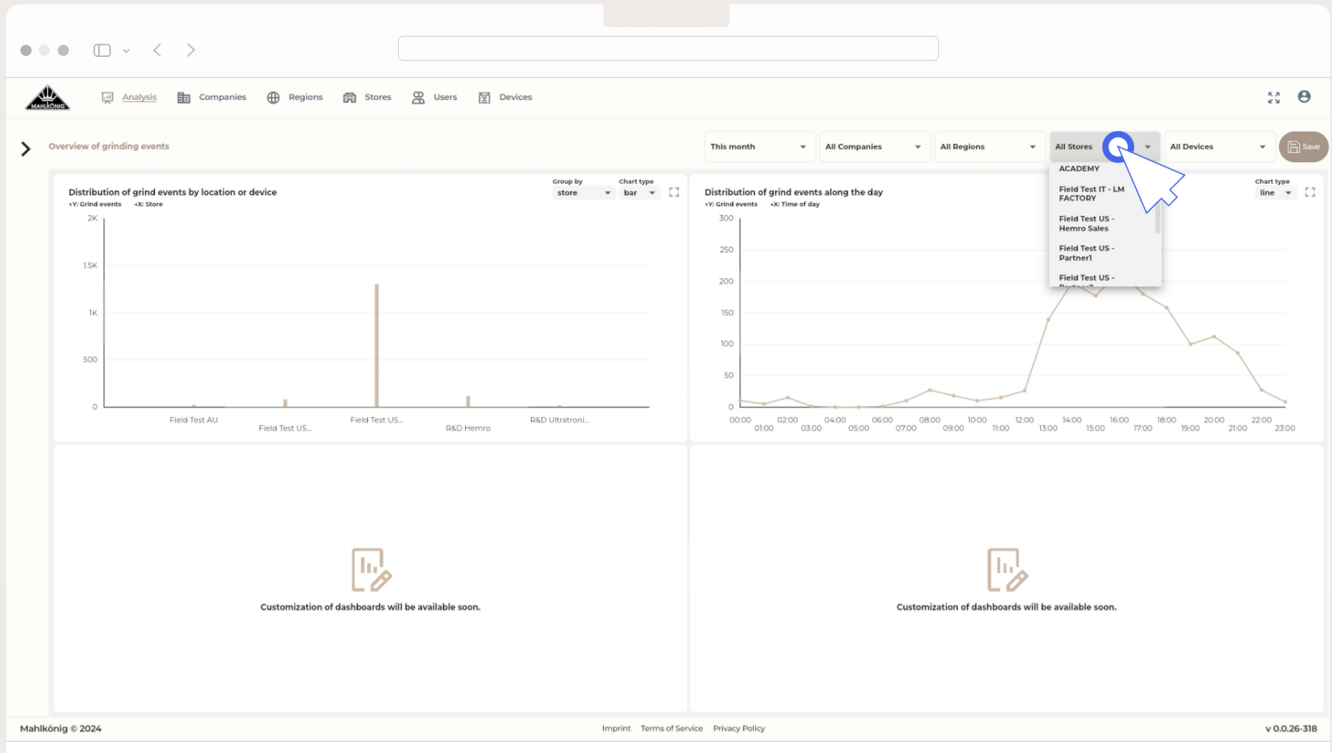 MAHLKÖNIG
Analysis
Companies
Regions
Stores
Users
Devices
Overview of grinding events
This month
All Companies
All Regions
All Stores
All Devices
Save
ACADEMY
Field Test IT - LM
FACTORY
Field Test US -
Hemro Sales
Field Test US -
Partner1
Field Test US -
Distribution of grind events by location or device
Group by
store
Chart type
bar
+Y: Grind events +X: Store
2K
1.5K
1K
500
0
Field Test AU
Field Test US...
Field Test US...
R&D Hemro
R&D Ultratroni...
Distribution of grind events along the day
Chart type
line
+Y: Grind events +X: Time of day
300
250
200
150
100
50
0
00:00 02:00 04:00 06:00 08:00 10:00 12:00 14:00 16:00 18:00 20:00 22:00
01:00 03:00 05:00 07:00 09:00 11:00 13:00 15:00 17:00 19:00 21:00 23:00
Customization of dashboards will be available soon.
Customization of dashboards will be available soon.
Mahlkönig © 2024
Imprint Terms of Service Privacy Policy
v 0.0.26-318